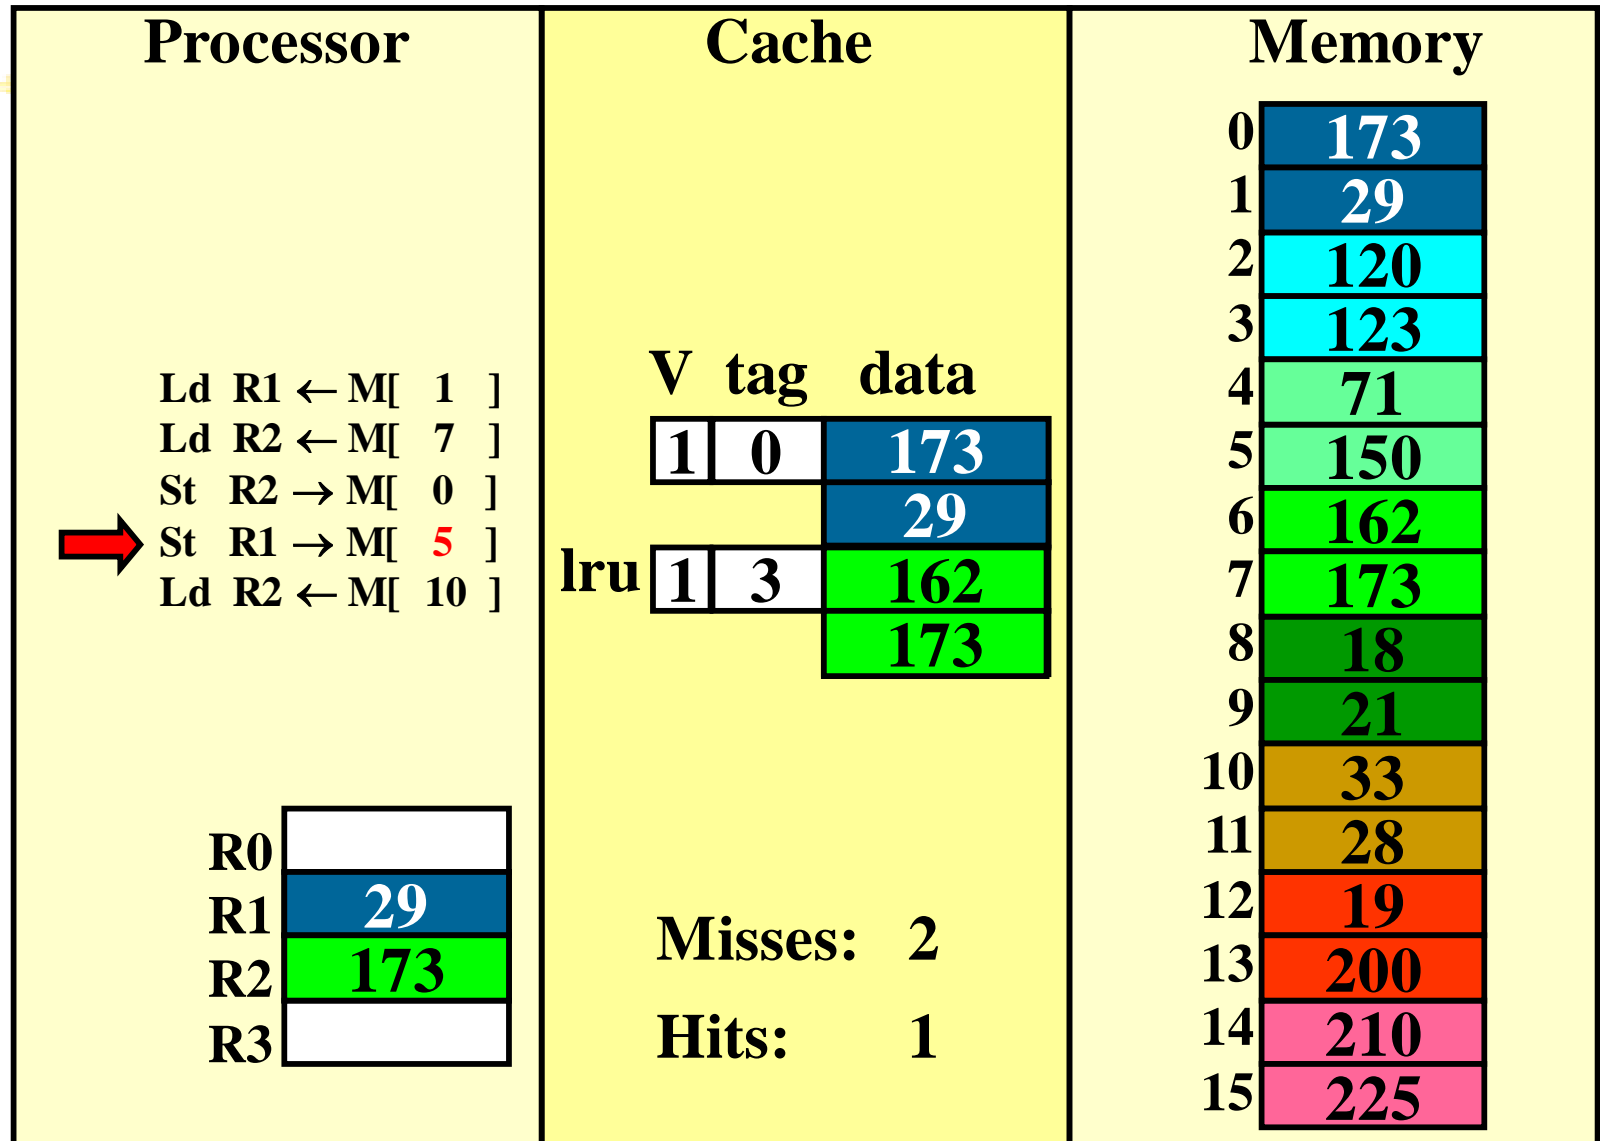 Processor
Cache
Memory
Ld R1 ← M[ 1 ]
Ld R2 ← M[ 7 ]
St R2 → M[ 0 ]
St R1 → M[ 5 ]
Ld R2 ← M[ 10 ]
R0
R1 29
R2 173
R3
V tag data
1 0 173
29
lru 1 3 162
173
Misses: 2
Hits: 1
0 173
1 29
2 120
3 123
4 71
5 150
6 162
7 173
8 18
9 21
10 33
11 28
12 19
13 200
14 210
15 225